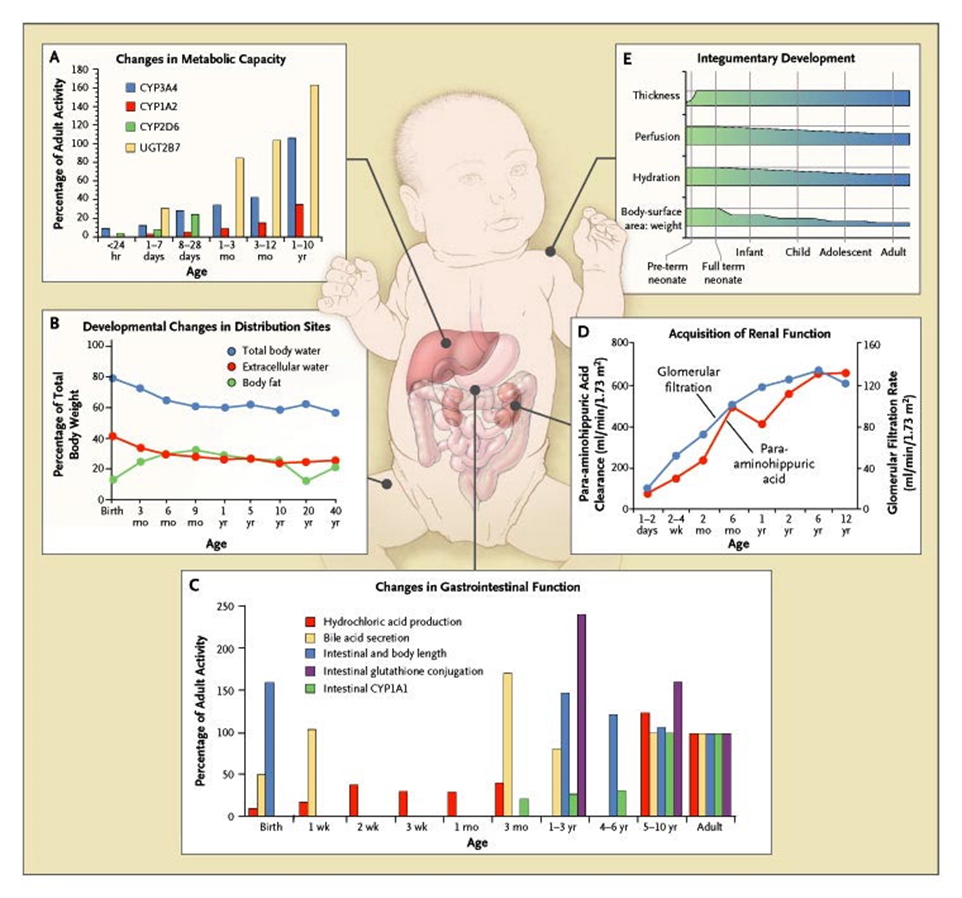 A
Changes in Metabolic Capacity
Percentage of Adult Activity
180
160
140
120
100
80
60
40
20
0
CYP3A4
CYP1A2
CYP2D6
UGT2B7
<24 hr
1–7 days
8–28 days
1–3 mo
3–12 mo
1–10 yr
Age
E
Integumentary Development
Thickness
Perfusion
Hydration
Body-surface
area: weight
Infant
Child
Adolescent
Adult
Pre-term
neonate
Full term
neonate
B
Developmental Changes in Distribution Sites
Percentage of Total
Body Weight
100
80
60
40
20
0
Total body water
Extracellular water
Body fat
Birth
3 mo
6 mo
9 mo
1 yr
5 yr
10 yr
20 yr
40 yr
Age
D
Acquisition of Renal Function
Para-aminohippuric Acid
Clearance (ml/min/1.73 m²)
800
600
400
200
0
Glomerular
filtration
Para-
aminohippuric
acid
160
120
80
40
0
Glomerular Filtration Rate
(ml/min/1.73 m²)
1–2 days
2–4 wk
2 mo
6 mo
1 yr
2 yr
6 yr
12 yr
Age
C
Changes in Gastrointestinal Function
Percentage of Adult Activity
250
200
150
100
50
0
Hydrochloric acid production
Bile acid secretion
Intestinal and body length
Intestinal glutathione conjugation
Intestinal CYP1A1
Birth
1 wk
2 wk
3 wk
1 mo
3 mo
1–3 yr
4–6 yr
5–10 yr
Adult
Age